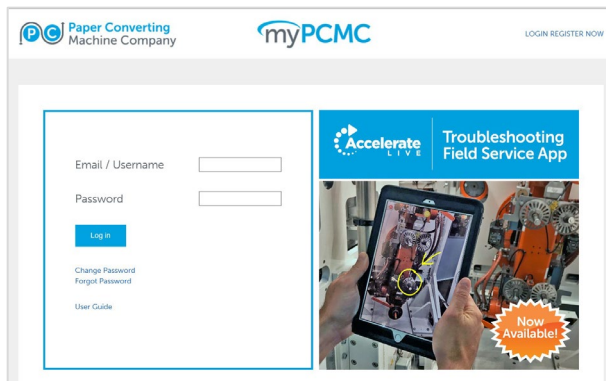 PC Paper Converting
Machine Company
myPCMC
LOGIN REGISTER NOW
Email / Username
Password
Log in
Change Password
Forgot Password
User Guide
Accelerate
LIVE
Troubleshooting
Field Service App
Now
Available!